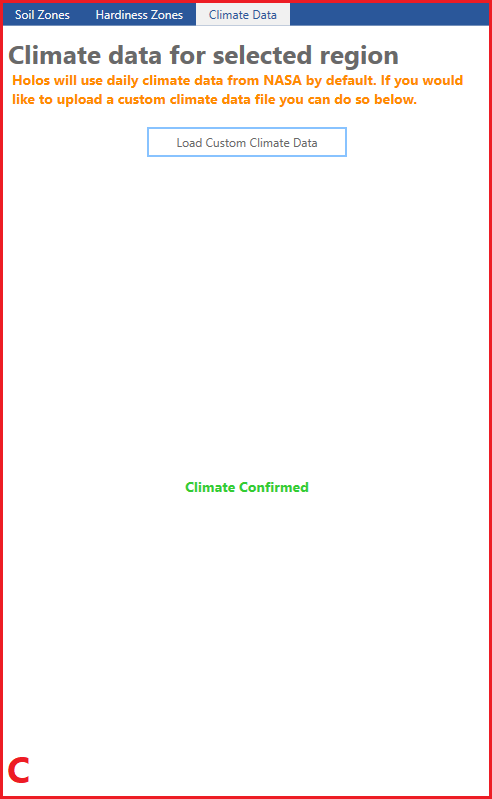 Soil Zones Hardiness Zones Climate Data
Climate data for selected region
Holos will use daily climate data from NASA by default. If you would
like to upload a custom climate data file you can do so below.
Load Custom Climate Data
Climate Confirmed
C